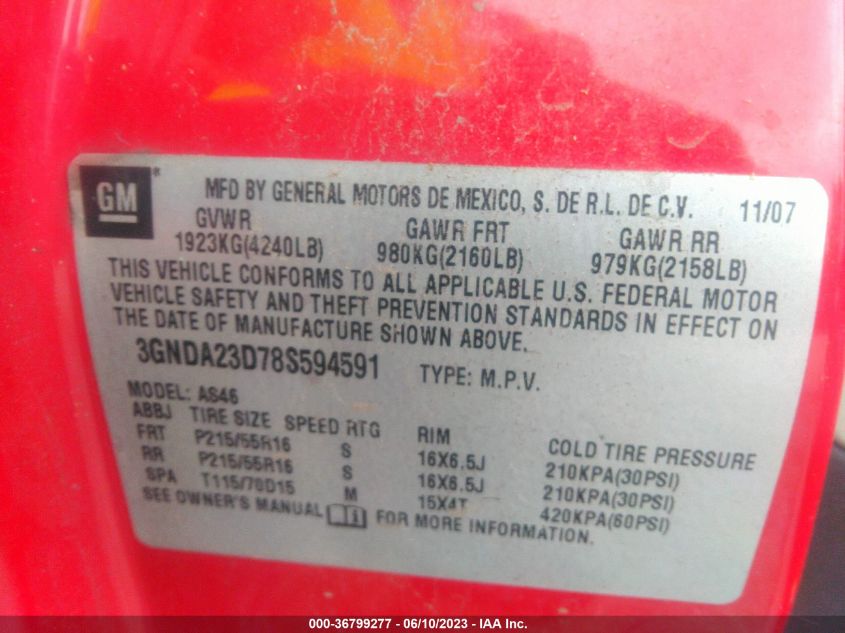 GM MFD BY GENERAL MOTORS DE MEXICO, S. DE R.L. DE C.V. 11/07
GVWR GAWR FRT GAWR RR
1923KG(4240LB) 980KG(2160LB) 979KG(2158LB)
THIS VEHICLE CONFORMS TO ALL APPLICABLE U.S. FEDERAL MOTOR
VEHICLE SAFETY AND THEFT PREVENTION STANDARDS IN EFFECT ON
THE DATE OF MANUFACTURE SHOWN ABOVE.
3GNDA23D78S594591 TYPE: M.P.V.
MODEL: AS46
ABBJ TIRE SIZE SPEED RTG RIM COLD TIRE PRESSURE
FRT P215/55R16 S 16X6.5J 210KPA(30PSI)
RR P215/55R16 S 16X6.5J 210KPA(30PSI)
SPA T115/70D15 M 15X4T 420KPA(60PSI)
SEE OWNER'S MANUAL FOR MORE INFORMATION.
000-36799277 - 06/10/2023 - IAA Inc.